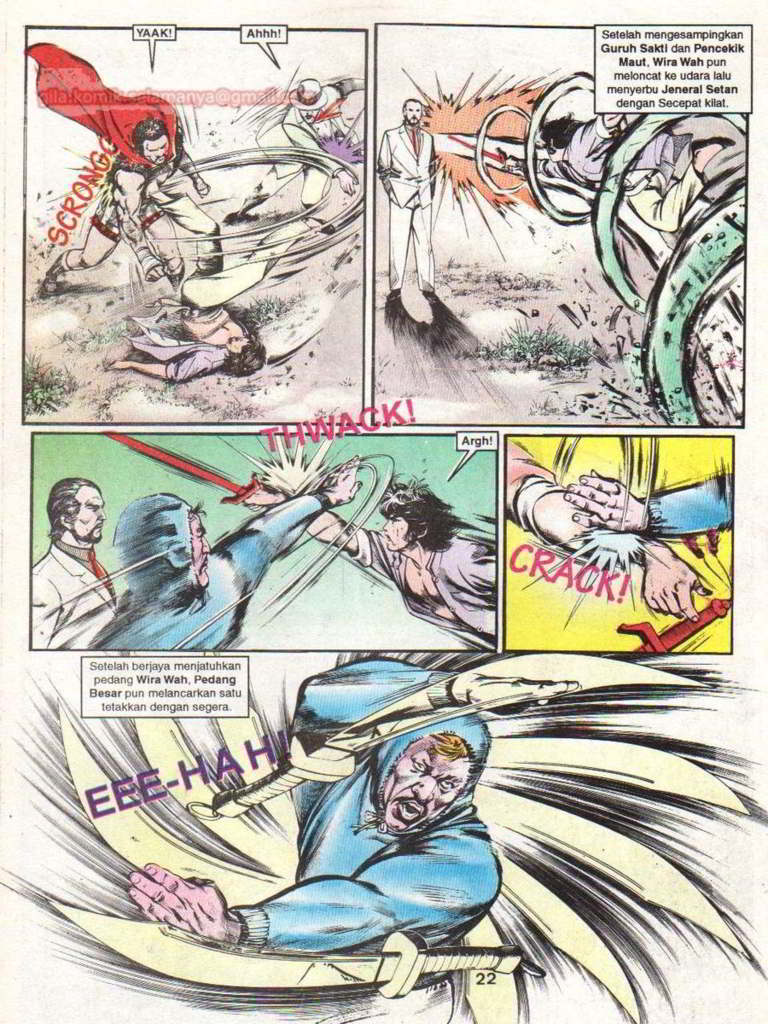 YAAK!
Ahhh!
SCRONGG
Setelah mengesampingkan
Guruh Sakti dan Pencekik
Maut, Wira Wah pun
meloncat ke udara lalu
menyerbu Jeneral Setan
dengan Secepat kilat.
THWACK!
Argh!
CRACK!
Setelah berjaya menjatuhkan
pedang Wira Wah, Pedang
Besar pun melancarkan satu
tetakkan dengan segera.
EEE-HAH!
22